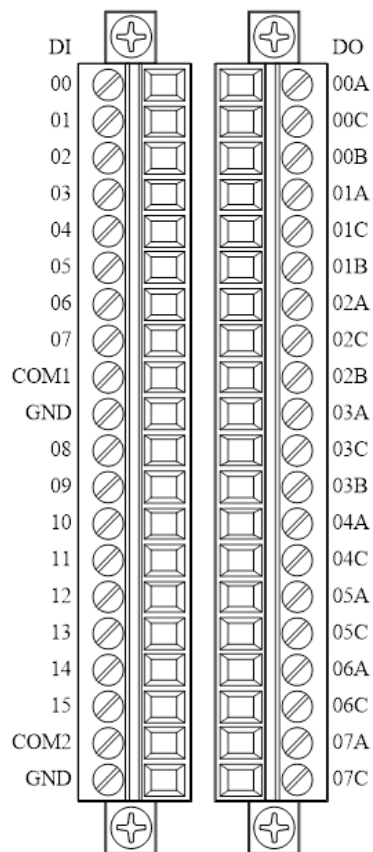 DI
00
01
02
03
04
05
06
07
COM1
GND
08
09
10
11
12
13
14
15
COM2
GND
DO
00A
00C
00B
01A
01C
01B
02A
02C
02B
03A
03C
03B
04A
04C
05A
05C
06A
06C
07A
07C